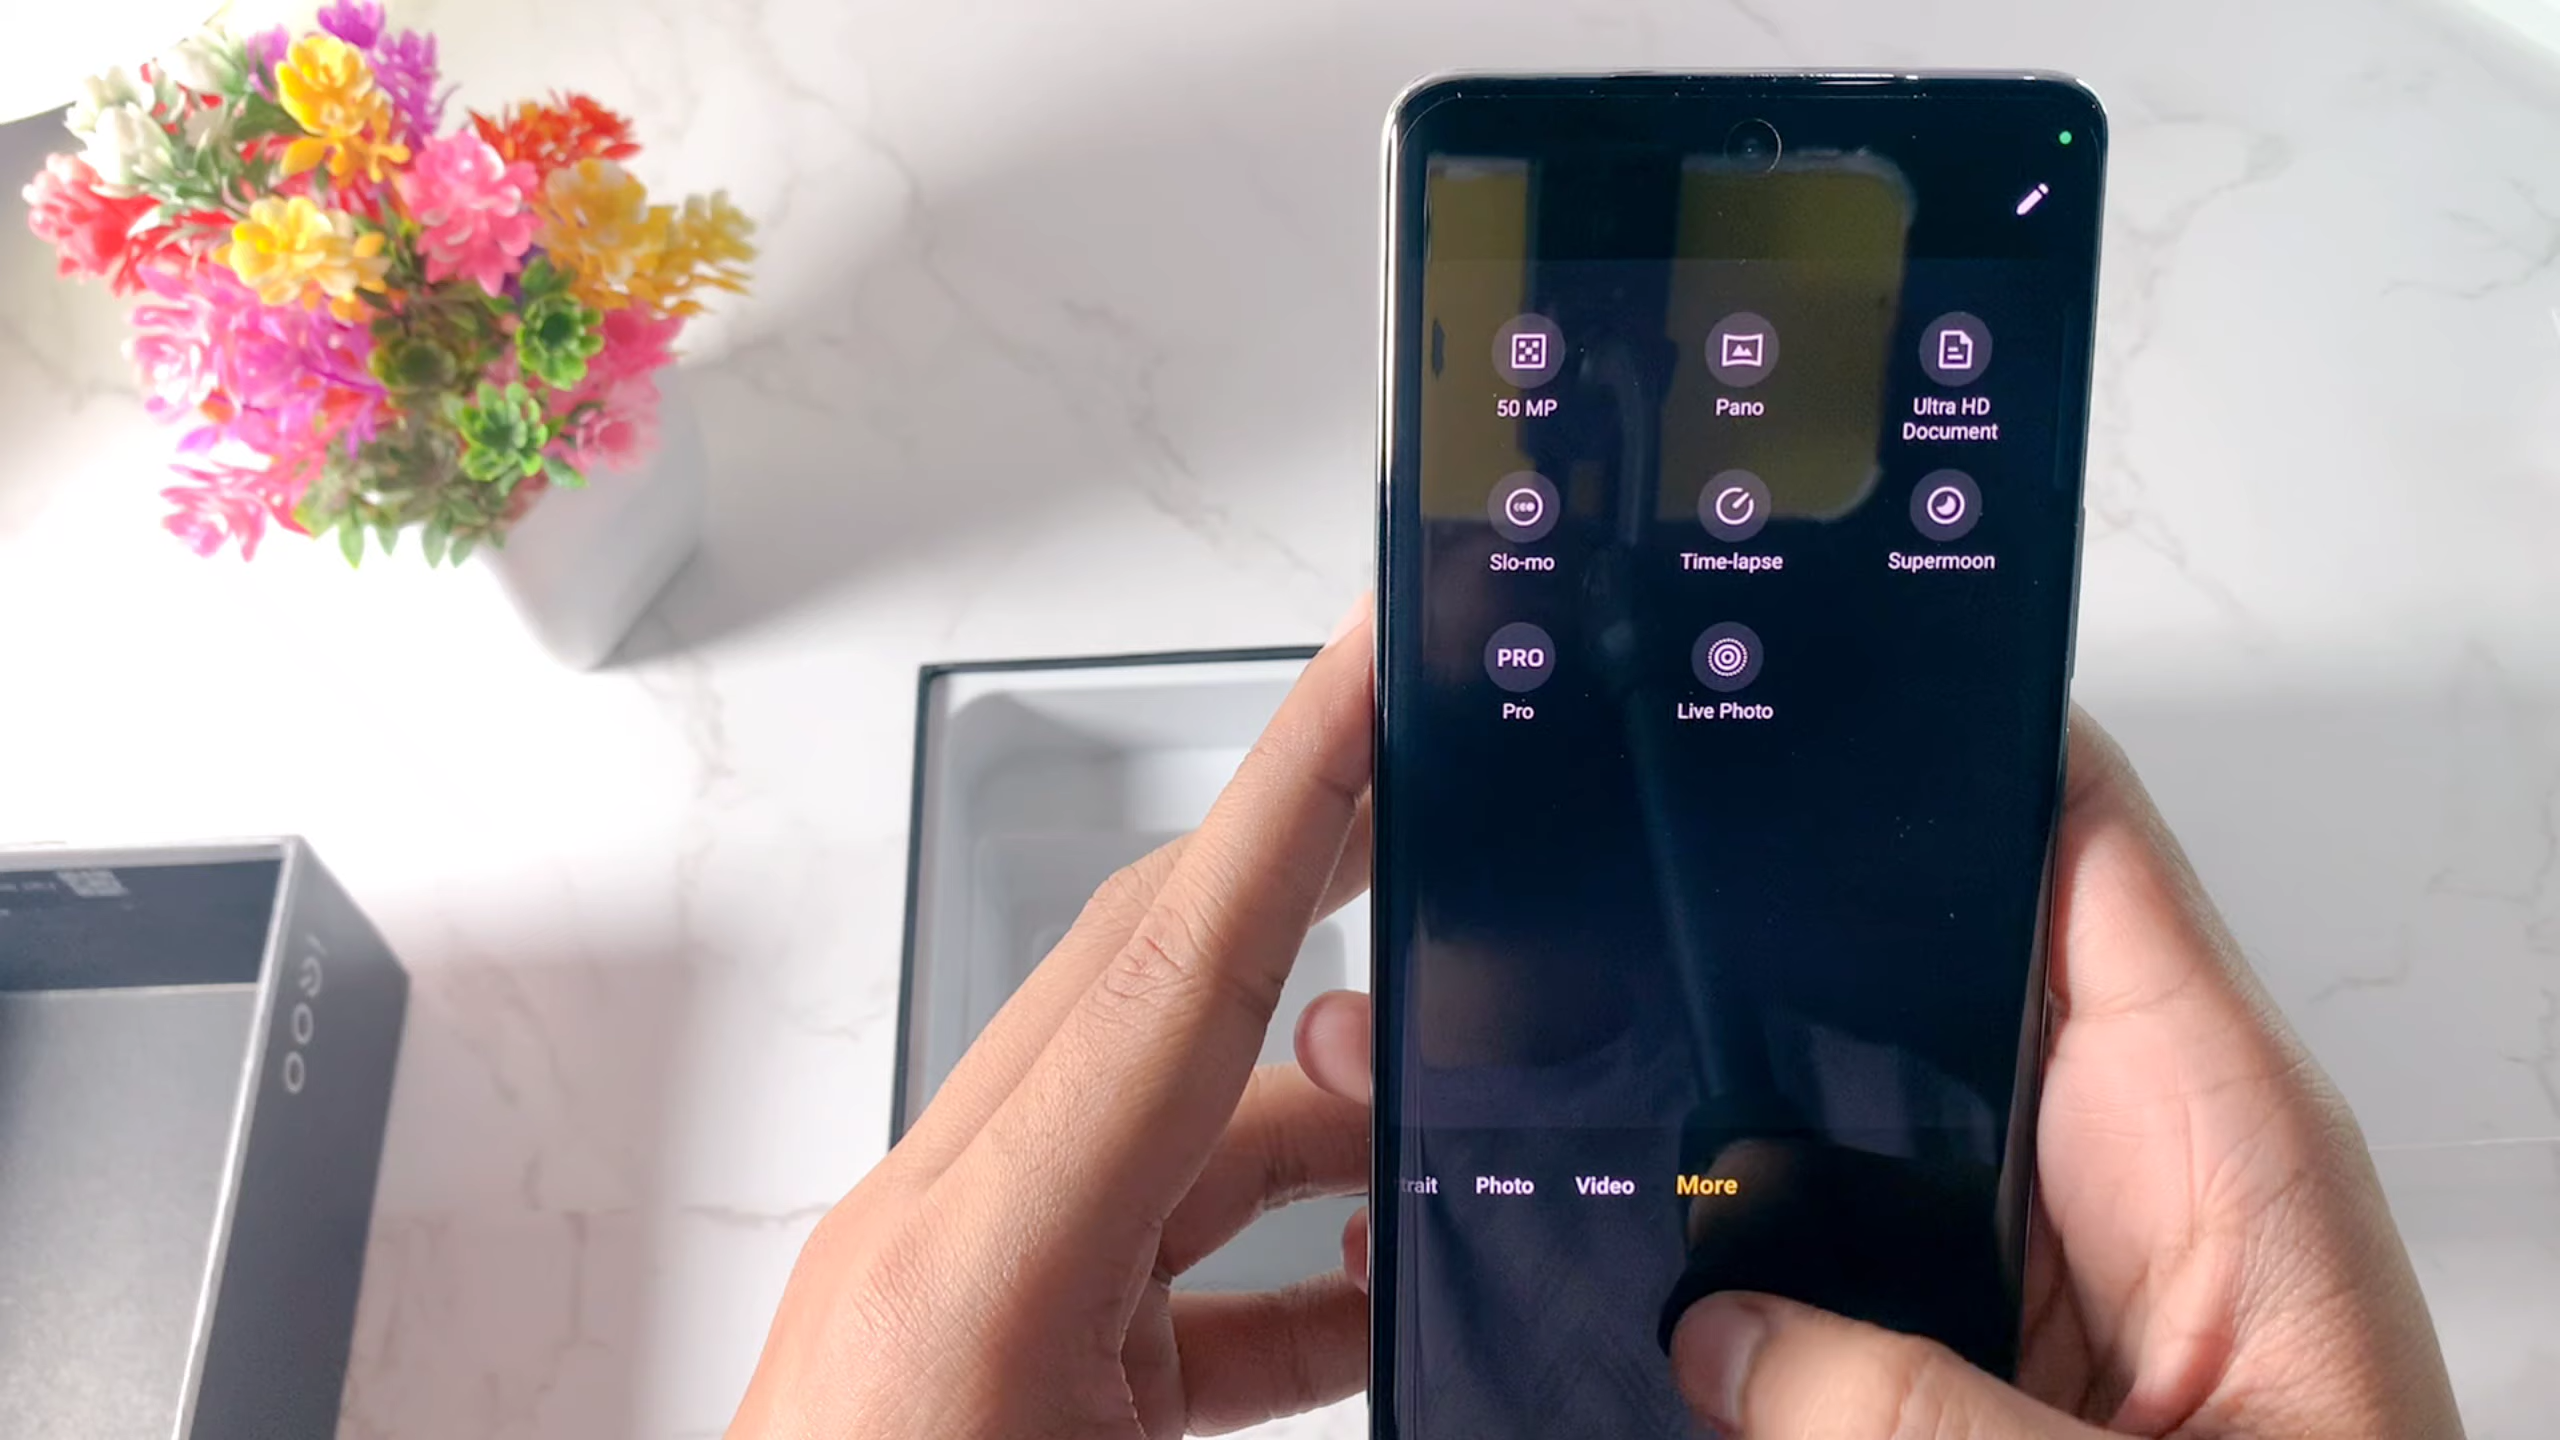 50 MP
Pano
Ultra HD
Document
Slo-mo
Time-lapse
Supermoon
PRO
Pro
Live Photo
trait
Photo
Video
More
iQOO